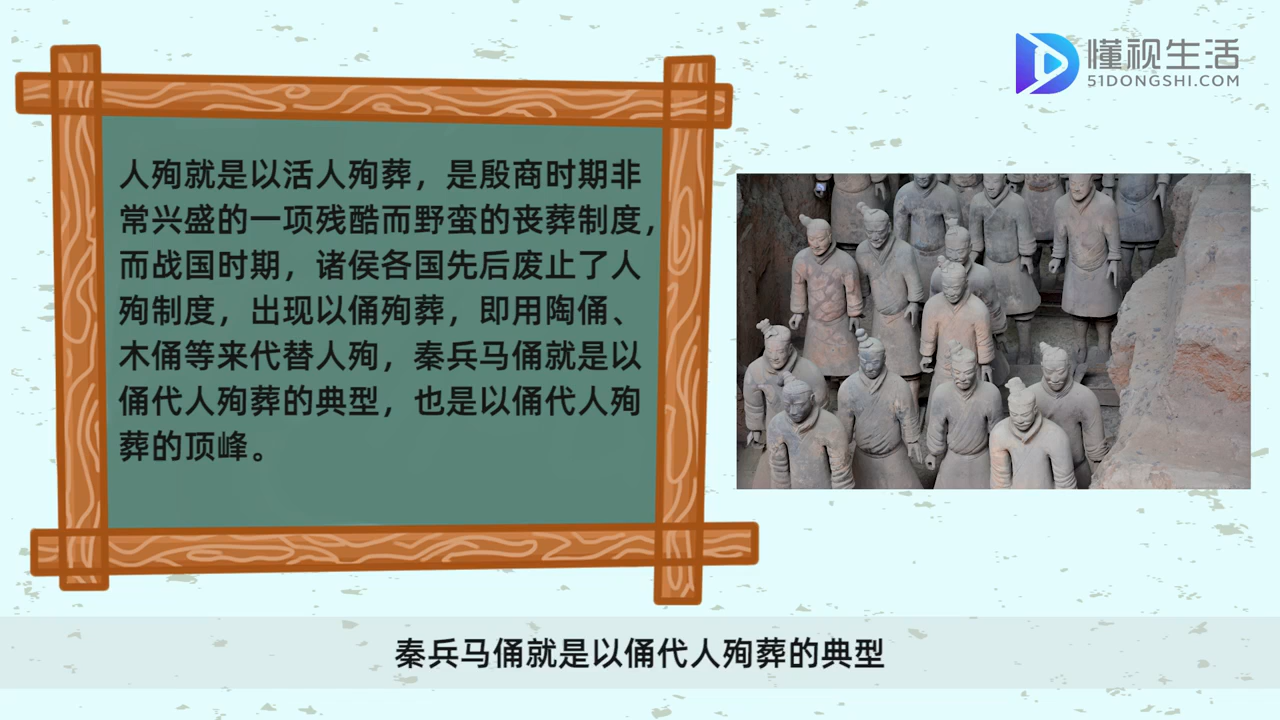 懂视生活
51DONGSHI.COM
人殉就是以活人殉葬，是殷商时期非
常兴盛的一项残酷而野蛮的丧葬制度，
而战国时期，诸侯各国先后废止了人
殉制度，出现以俑殉葬，即用陶俑、
木俑等来代替人殉，秦兵马俑就是以
俑代人殉葬的典型，也是以俑代人殉
葬的顶峰。
秦兵马俑就是以俑代人殉葬的典型